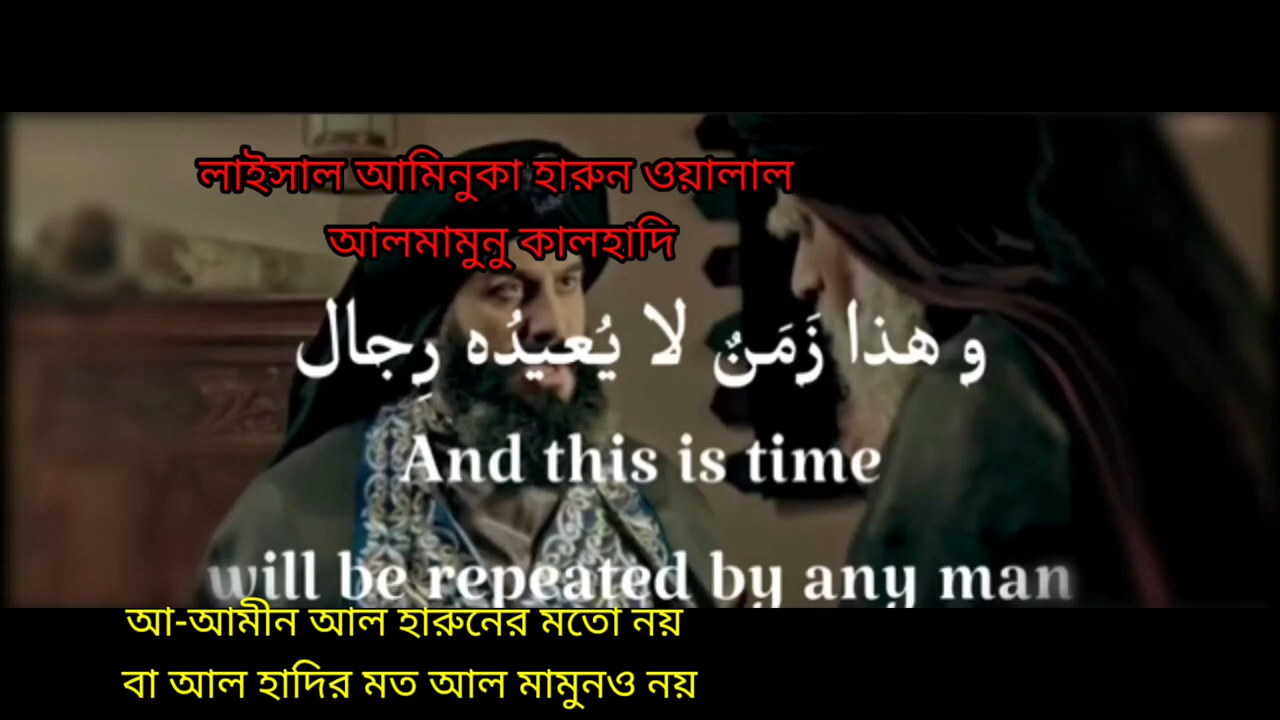 লাইসাল আমিনুকা হারুন ওয়ালাল
আলমামুনু কালহাদি
و هذا زَمَنٌ لا يُعيدُه رِجال
And this is time
will be repeated by any man
আ-আমীন আল হারুনের মতো নয়
বা আল হাদির মত আল মামুনও নয়